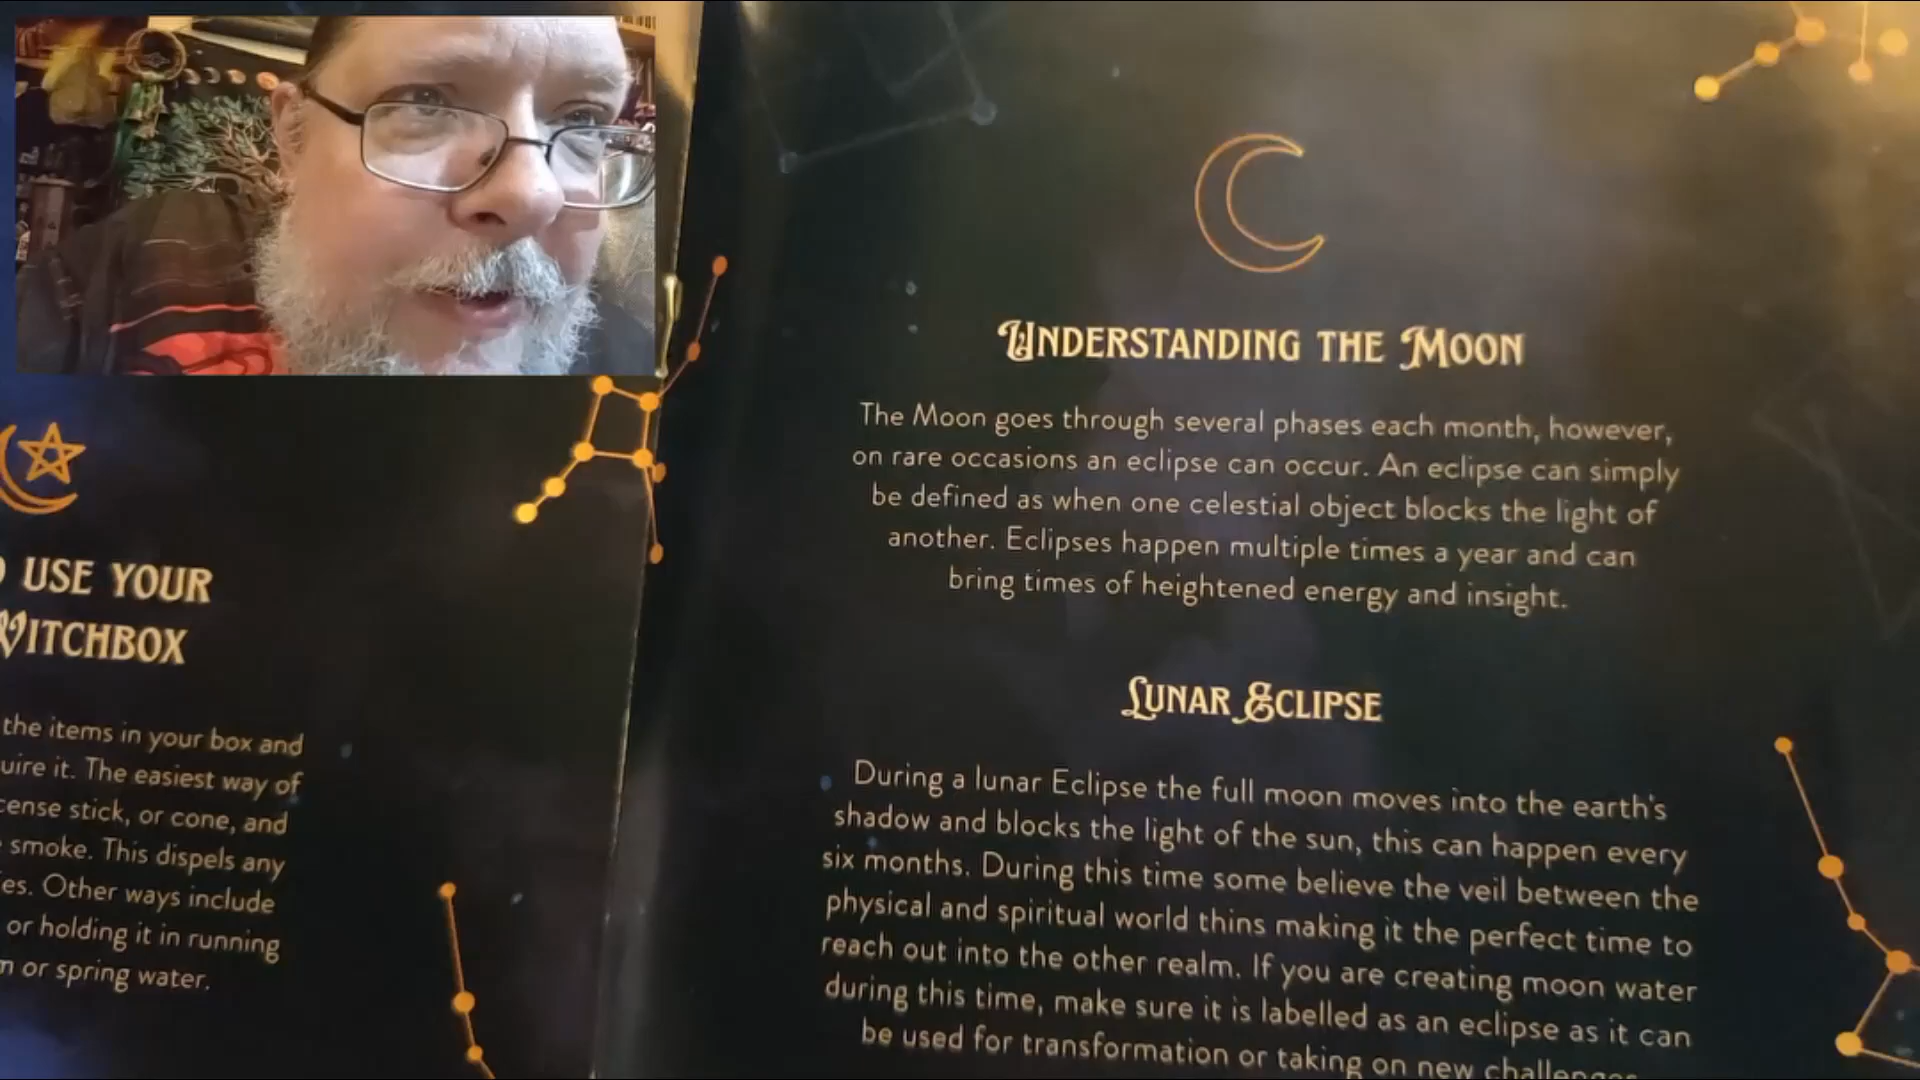 USE YOUR
WITCHBOX
the items in your box and
uire it. The easiest way of
cense stick, or cone, and
smoke. This dispels any
es. Other ways include
or holding it in running
or spring water.
UNDERSTANDING THE MOON
The Moon goes through several phases each month, however,
on rare occasions an eclipse can occur. An eclipse can simply
be defined as when one celestial object blocks the light of
another. Eclipses happen multiple times a year and can
bring times of heightened energy and insight.
LUNAR ECLIPSE
During a lunar Eclipse the full moon moves into the earth's
shadow and blocks the light of the sun, this can happen every
six months. During this time some believe the veil between the
physical and spiritual world thins making it the perfect time to
reach out into the other realm. If you are creating moon water
during this time, make sure it is labelled as an eclipse as it can
be used for transformation or taking on new challenges